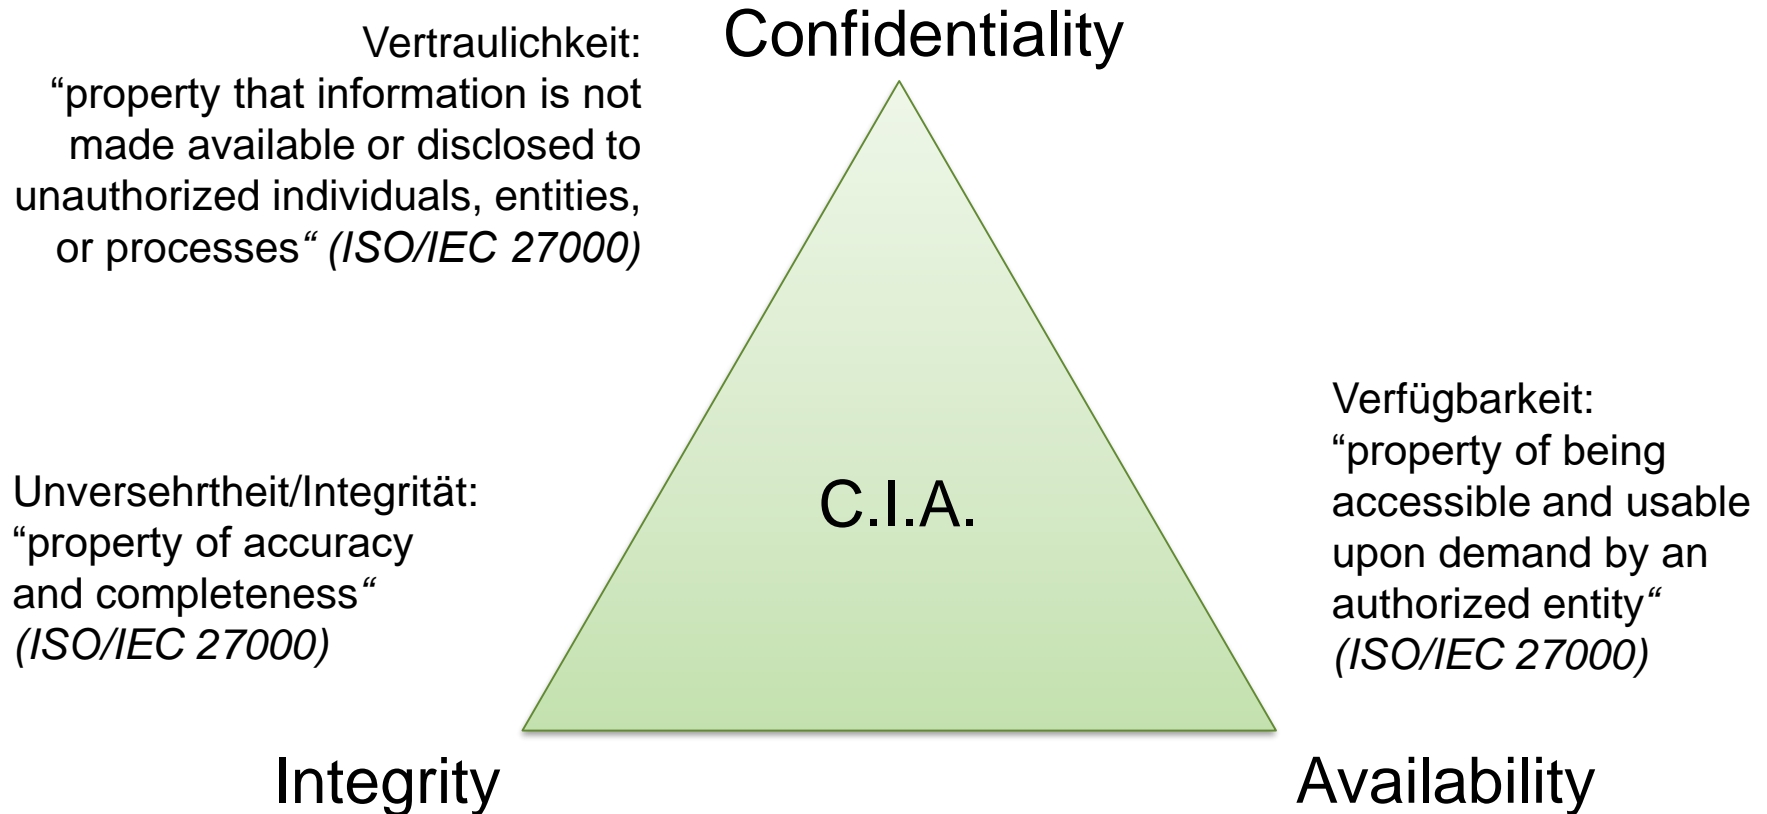 Confidentiality
Vertraulichkeit:
“property that information is not
made available or disclosed to
unauthorized individuals, entities,
or processes“ (ISO/IEC 27000)
Unversehrtheit/Integrität:
“property of accuracy
and completeness“
(ISO/IEC 27000)
C.I.A.
Verfügbarkeit:
“property of being
accessible and usable
upon demand by an
authorized entity“
(ISO/IEC 27000)
Integrity
Availability